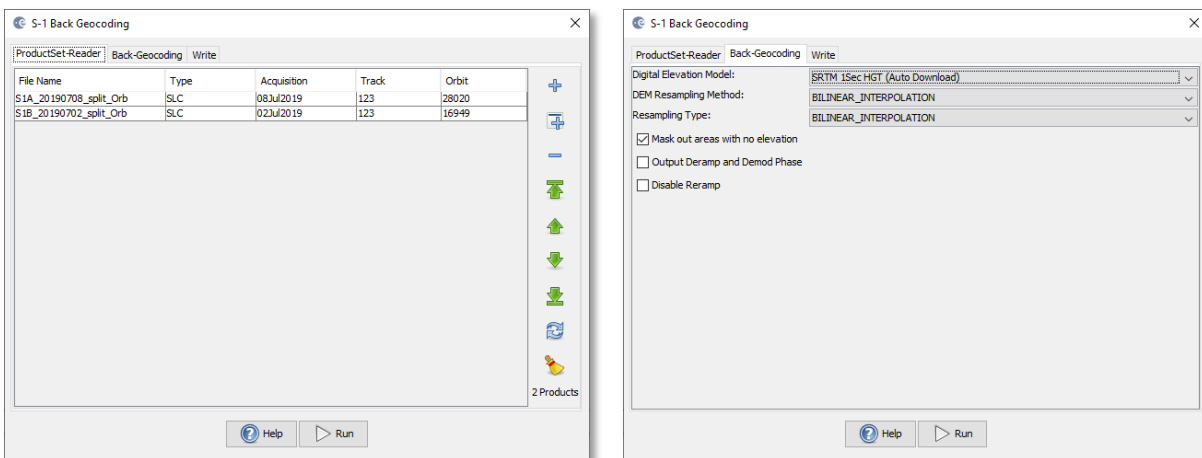 S-1 Back Geocoding
ProductSet-Reader Back-Geocoding Write
File Name Type Acquisition Track Orbit
S1A_20190708_split_Orb SLC 08Jul2019 123 28020
S1B_20190702_split_Orb SLC 02Jul2019 123 16949
2 Products
Help Run
S-1 Back Geocoding
ProductSet-Reader Back-Geocoding Write
Digital Elevation Model: SRTM 1Sec HGT (Auto Download)
DEM Resampling Method: BILINEAR_INTERPOLATION
Resampling Type: BILINEAR_INTERPOLATION
Mask out areas with no elevation
Output Deramp and Demod Phase
Disable Reramp
Help Run